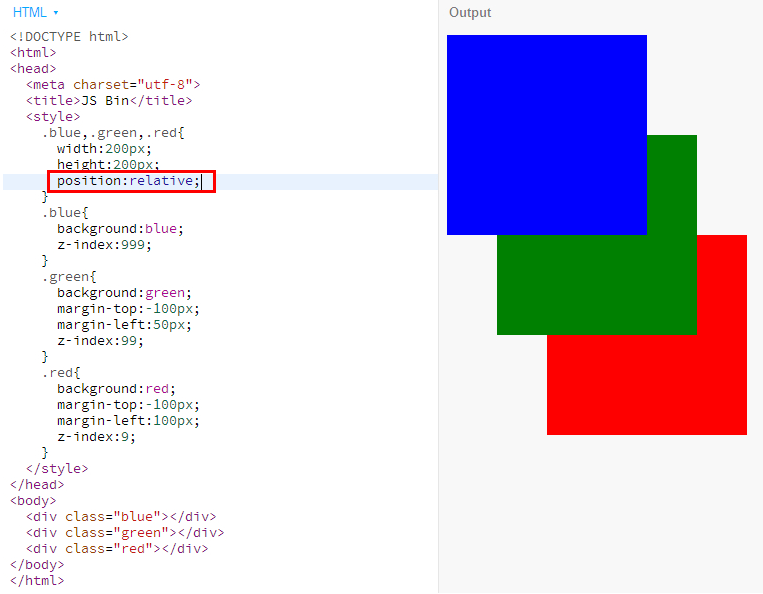 HTML
Output
<!DOCTYPE html>
<html>
<head>
  <meta charset="utf-8">
  <title>JS Bin</title>
  <style>
    .blue,.green,.red{
      width:200px;
      height:200px;
      position:relative;
    }
    .blue{
      background:blue;
      z-index:999;
    }
    .green{
      background:green;
      margin-top:-100px;
      margin-left:50px;
      z-index:99;
    }
    .red{
      background:red;
      margin-top:-100px;
      margin-left:100px;
      z-index:9;
    }
  </style>
</head>
<body>
  <div class="blue"></div>
  <div class="green"></div>
  <div class="red"></div>
</body>
</html>